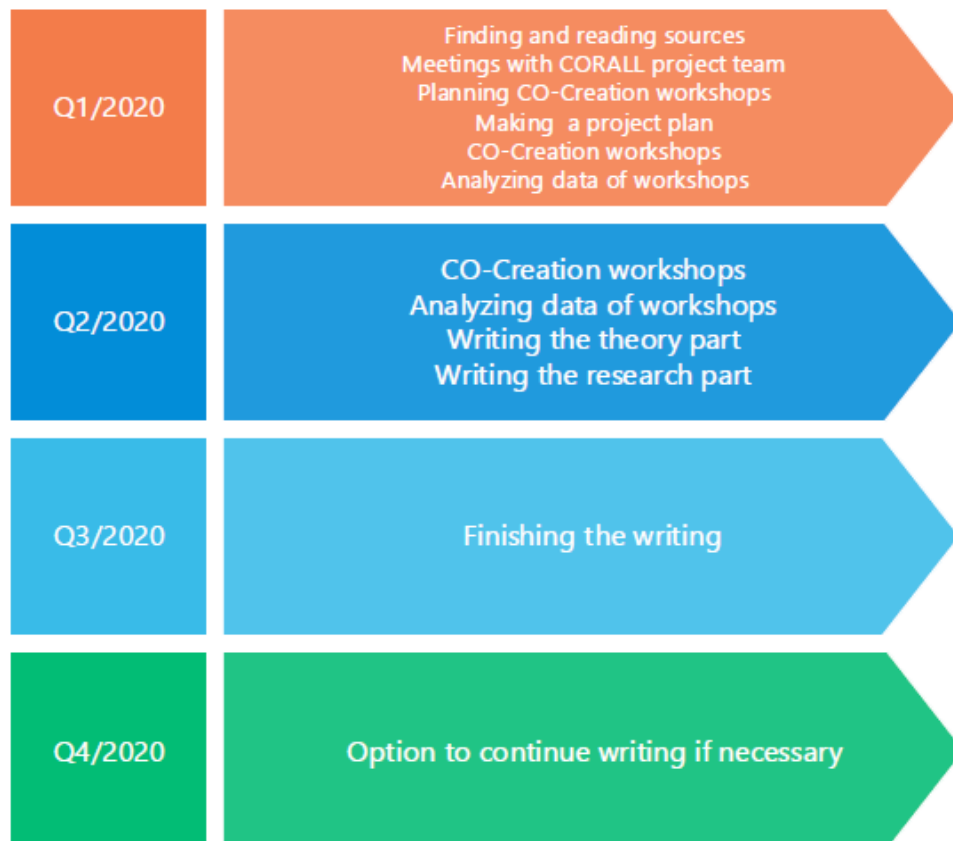 Q1/2020
Finding and reading sources
Meetings with CORALL project team
Planning CO-Creation workshops
Making a project plan
CO-Creation workshops
Analyzing data of workshops
Q2/2020
CO-Creation workshops
Analyzing data of workshops
Writing the theory part
Writing the research part
Q3/2020
Finishing the writing
Q4/2020
Option to continue writing if necessary